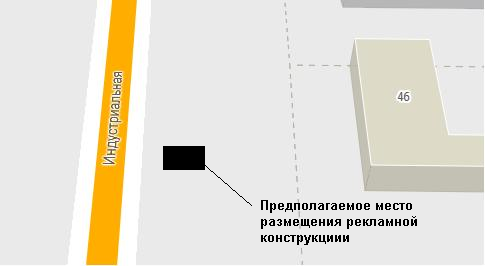 Индустриальная
46
Предполагаемое место
размещения рекламной
конструкциии